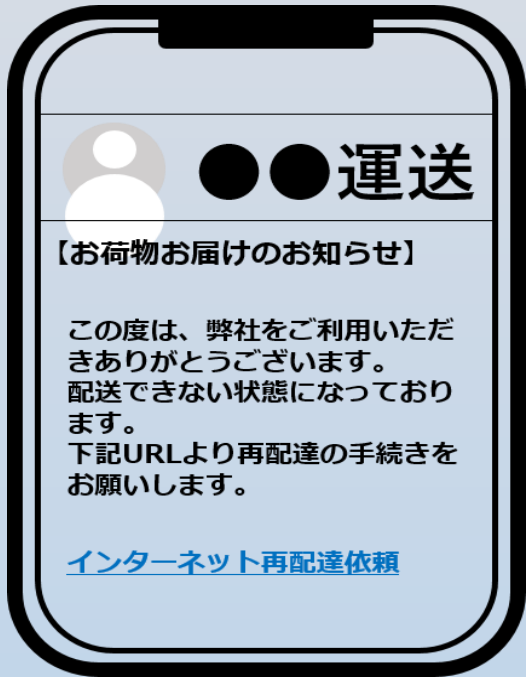 ●●運送
【お荷物お届けのお知らせ】
この度は、弊社をご利用いただ
きありがとうございます。
配送できない状態になっており
ます。
下記URLより再配達の手続きを
お願いします。
インターネット再配達依頼